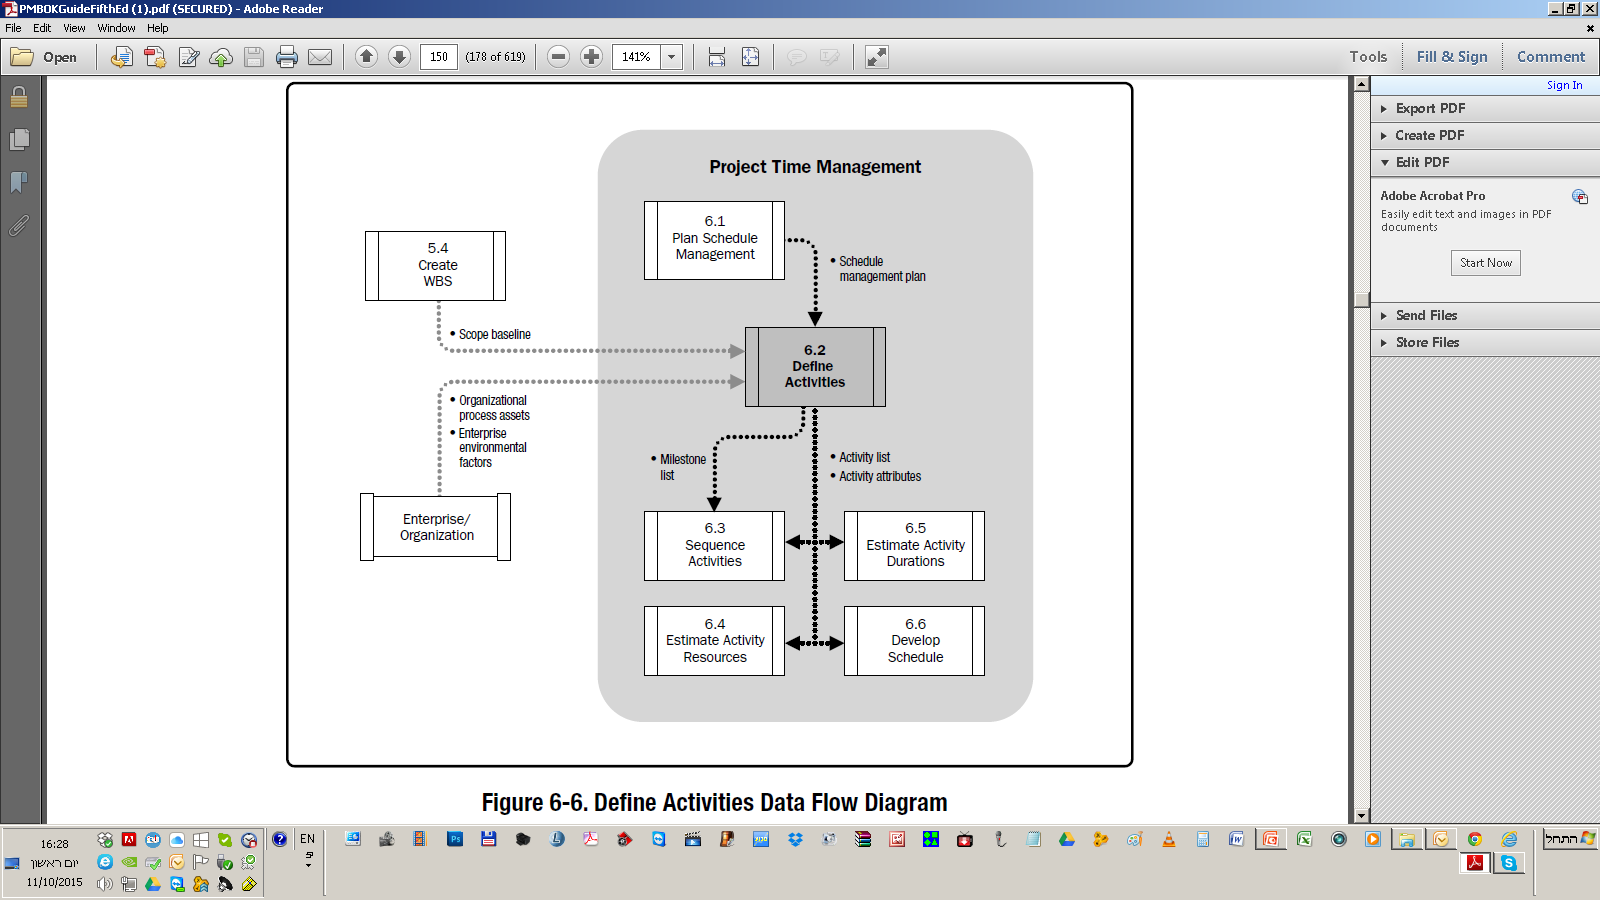 PMBOKGuideFifthEd (1).pdf (SECURED) - Adobe Reader
File Edit View Window Help
Open
150 (178 of 619)
141%
Tools Fill & Sign Comment
Sign In
Export PDF
Create PDF
Edit PDF
Adobe Acrobat Pro
Easily edit text and images in PDF
documents
Start Now
Send Files
Store Files
Project Time Management
6.1
Plan Schedule
Management
5.4
Create
WBS
• Schedule
management plan
• Scope baseline
6.2
Define
Activities
• Organizational
process assets
• Enterprise
environmental
factors
• Milestone
list
• Activity list
• Activity attributes
Enterprise/
Organization
6.3
Sequence
Activities
6.5
Estimate Activity
Durations
6.4
Estimate Activity
Resources
6.6
Develop
Schedule
Figure 6-6. Define Activities Data Flow Diagram
16:28
יום ראשון
11/10/2015
EN
התחל